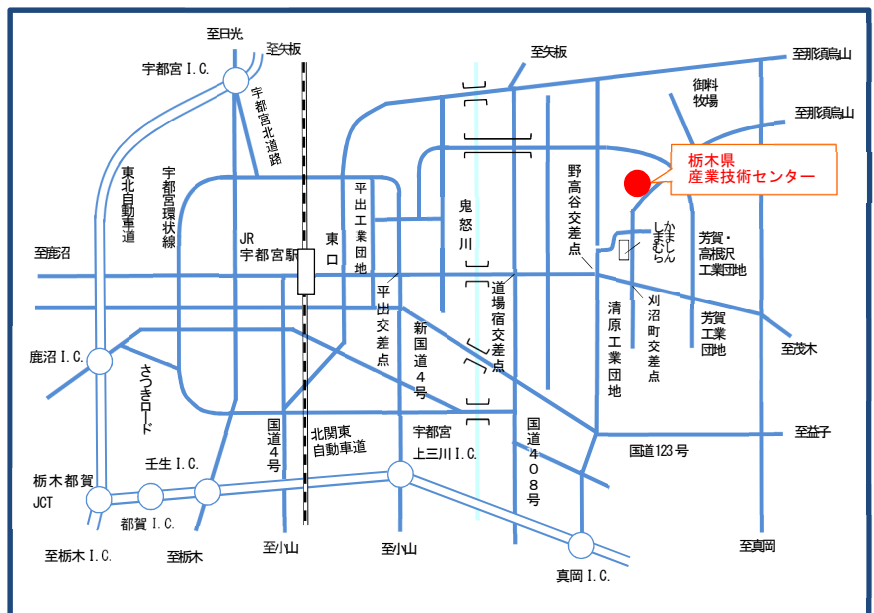 至日光
至矢板
宇都宮 I.C.
宇都宮北道路
至矢板
至那須烏山
御料
牧場
至那須烏山
栃木県
産業技術センター
東北自動車道
宇都宮環状線
JR
宇都宮駅
東口
平出工業団地
鬼怒川
野高谷交差点
かましん
しまむら
芳賀・
高根沢
工業団地
至鹿沼
平出交差点
新国道4号
道場宿交差点
清原工業団地
刈沼町交差点
芳賀
工業
団地
至茂木
鹿沼 I.C.
さつきロード
国道4号
北関東
自動車道
宇都宮
上三川 I.C.
国道408号
国道123号
至益子
栃木都賀
JCT
壬生 I.C.
都賀 I.C.
至栃木 I.C.
至栃木
至小山
至小山
真岡 I.C.
至真岡